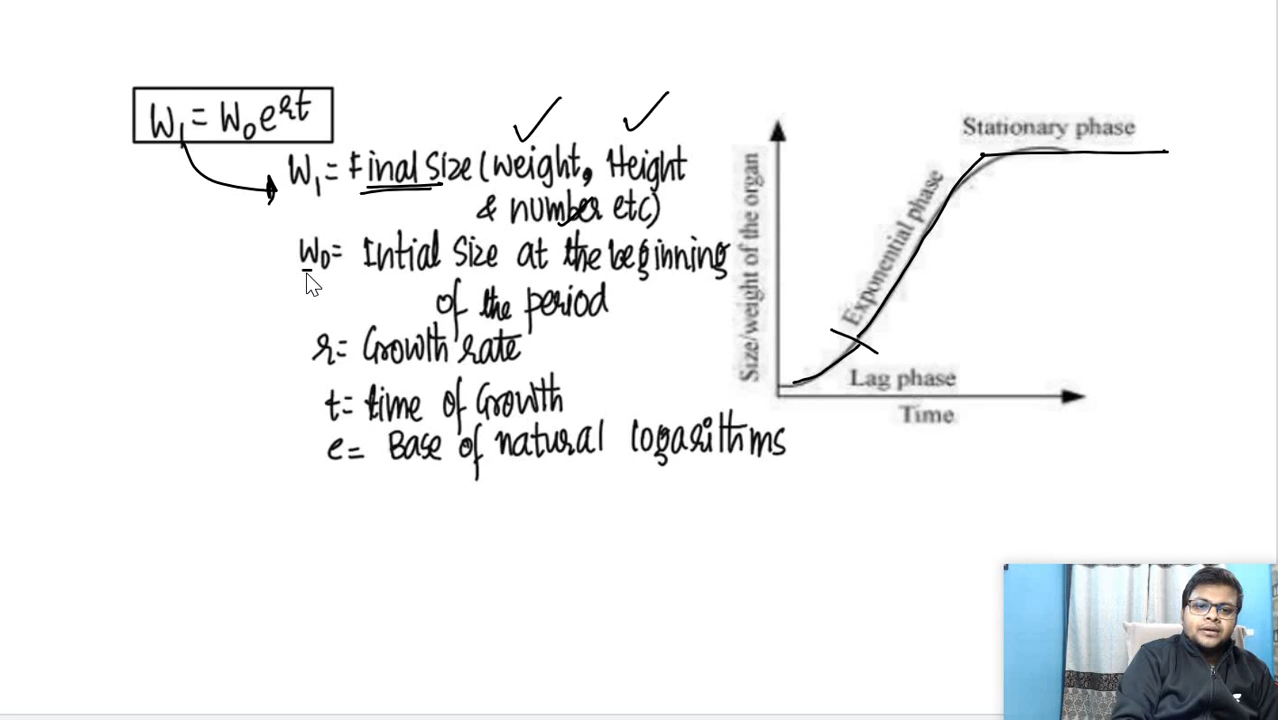 W₁ = W₀eʳᵗ
W₁ = Final Size (weight, Height
& number etc)
W₀ = Intial Size at the beginning
of the period
r = Growth rate
t = time of Growth
e = Base of natural logarithms
Stationary phase
Exponential phase
Lag phase
Size/weight of the organ
Time